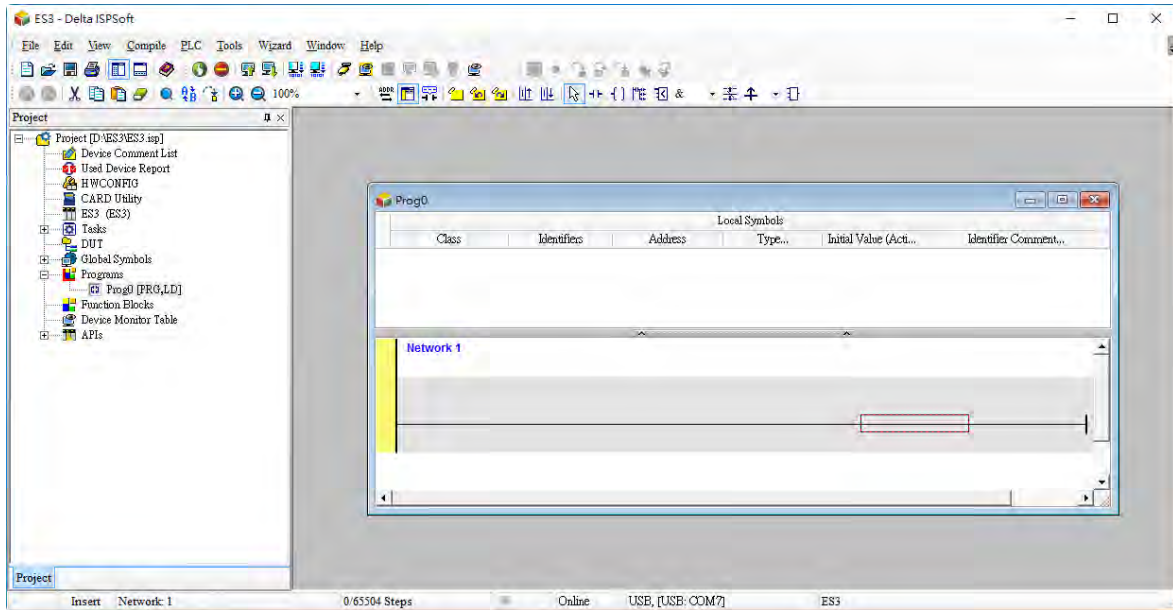 ES3 - Delta ISPSoft
File Edit View Compile PLC Tools Wizard Window Help
100%
Project
Project [D:\ES3\ES3.isp]
Device Comment List
Used Device Report
HWCONFIG
CARD Utility
ES3 (ES3)
Tasks
DUT
Global Symbols
Programs
Prog0 [PRG,LD]
Function Blocks
Device Monitor Table
APIs
Prog0
Local Symbols
Class Identifiers Address Type... Initial Value (Acti... Identifier Comment...
Network 1
Project
Insert Network: 1 0/65504 Steps Online USB, [USB: COM7] ES3